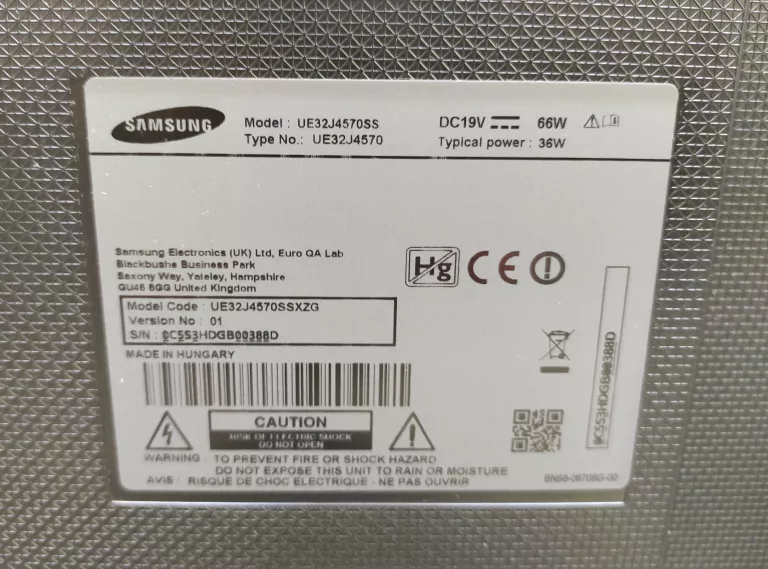 SAMSUNG
Model : UE32J4570SS
Type No.: UE32J4570
DC19V 66W
Typical power : 36W
Samsung Electronics (UK) Ltd, Euro QA Lab
Blackbushe Business Park
Saxony Way, Yateley, Hampshire
GU46 6GG United Kingdom
Hg CE
Model Code : UE32J4570SSXZG
Version No : 01
S/N : 0C5S3HDGB00388D
MADE IN HUNGARY
0C5S3HDGB00388D
CAUTION
RISK OF ELECTRIC SHOCK
DO NOT OPEN
WARNING : TO PREVENT FIRE OR SHOCK HAZARD
DO NOT EXPOSE THIS UNIT TO RAIN OR MOISTURE
AVIS : RISQUE DE CHOC ELECTRIQUE - NE PAS OUVRIR
BN68-06708G-00